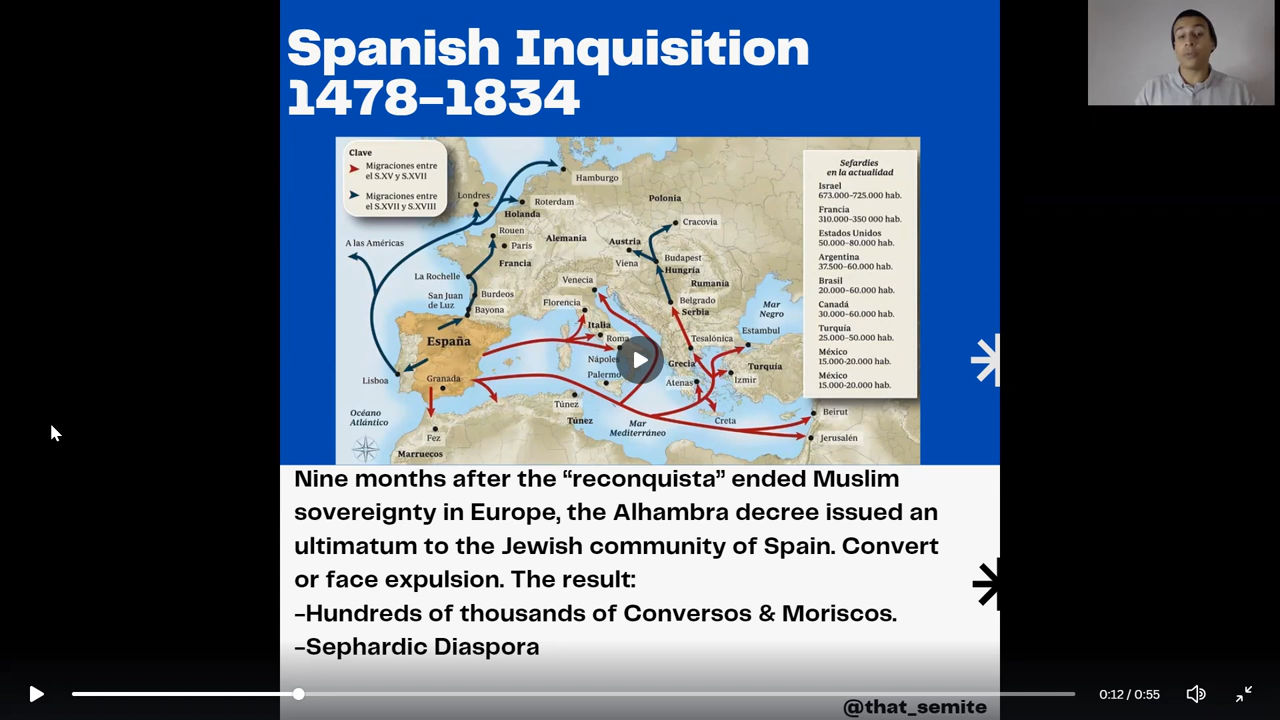 Spanish Inquisition
1478-1834
Clave
Migraciones entre
el S.XV y S.XVII
Migraciones entre
el S.XVII y S.XVIII
A las Américas
Londres
Hamburgo
Roterdam
Holanda
Polonia
Rouen
París
Alemania
Cracovia
Austria
Viena
Budapest
Hungría
Francia
La Rochelle
Venecia
Rumanía
San Juan
de Luz
Burdeos
Bayona
Florencia
Belgrado
Serbia
Mar
Negro
Italia
Roma
Estambul
España
Nápoles
Tesalónica
Grecia
Turquía
Lisboa
Granada
Palermo
Atenas
Izmir
Océano
Atlántico
Túnez
Túnez
Mar
Mediterráneo
Creta
Beirut
Fez
Jerusalén
Marruecos
Sefardíes
en la actualidad
Israel
673.000–725.000 hab.
Francia
310.000–350 000 hab.
Estados Unidos
50.000–80.000 hab.
Argentina
37.500–60.000 hab.
Brasil
20.000–60.000 hab.
Canadá
30.000–60.000 hab.
Turquía
25.000–50.000 hab.
México
15.000-20.000 hab.
México
15.000-20.000 hab.
Nine months after the “reconquista” ended Muslim
sovereignty in Europe, the Alhambra decree issued an
ultimatum to the Jewish community of Spain. Convert
or face expulsion. The result:
-Hundreds of thousands of Conversos & Moriscos.
-Sephardic Diaspora
0:12 / 0:55
@that_semite